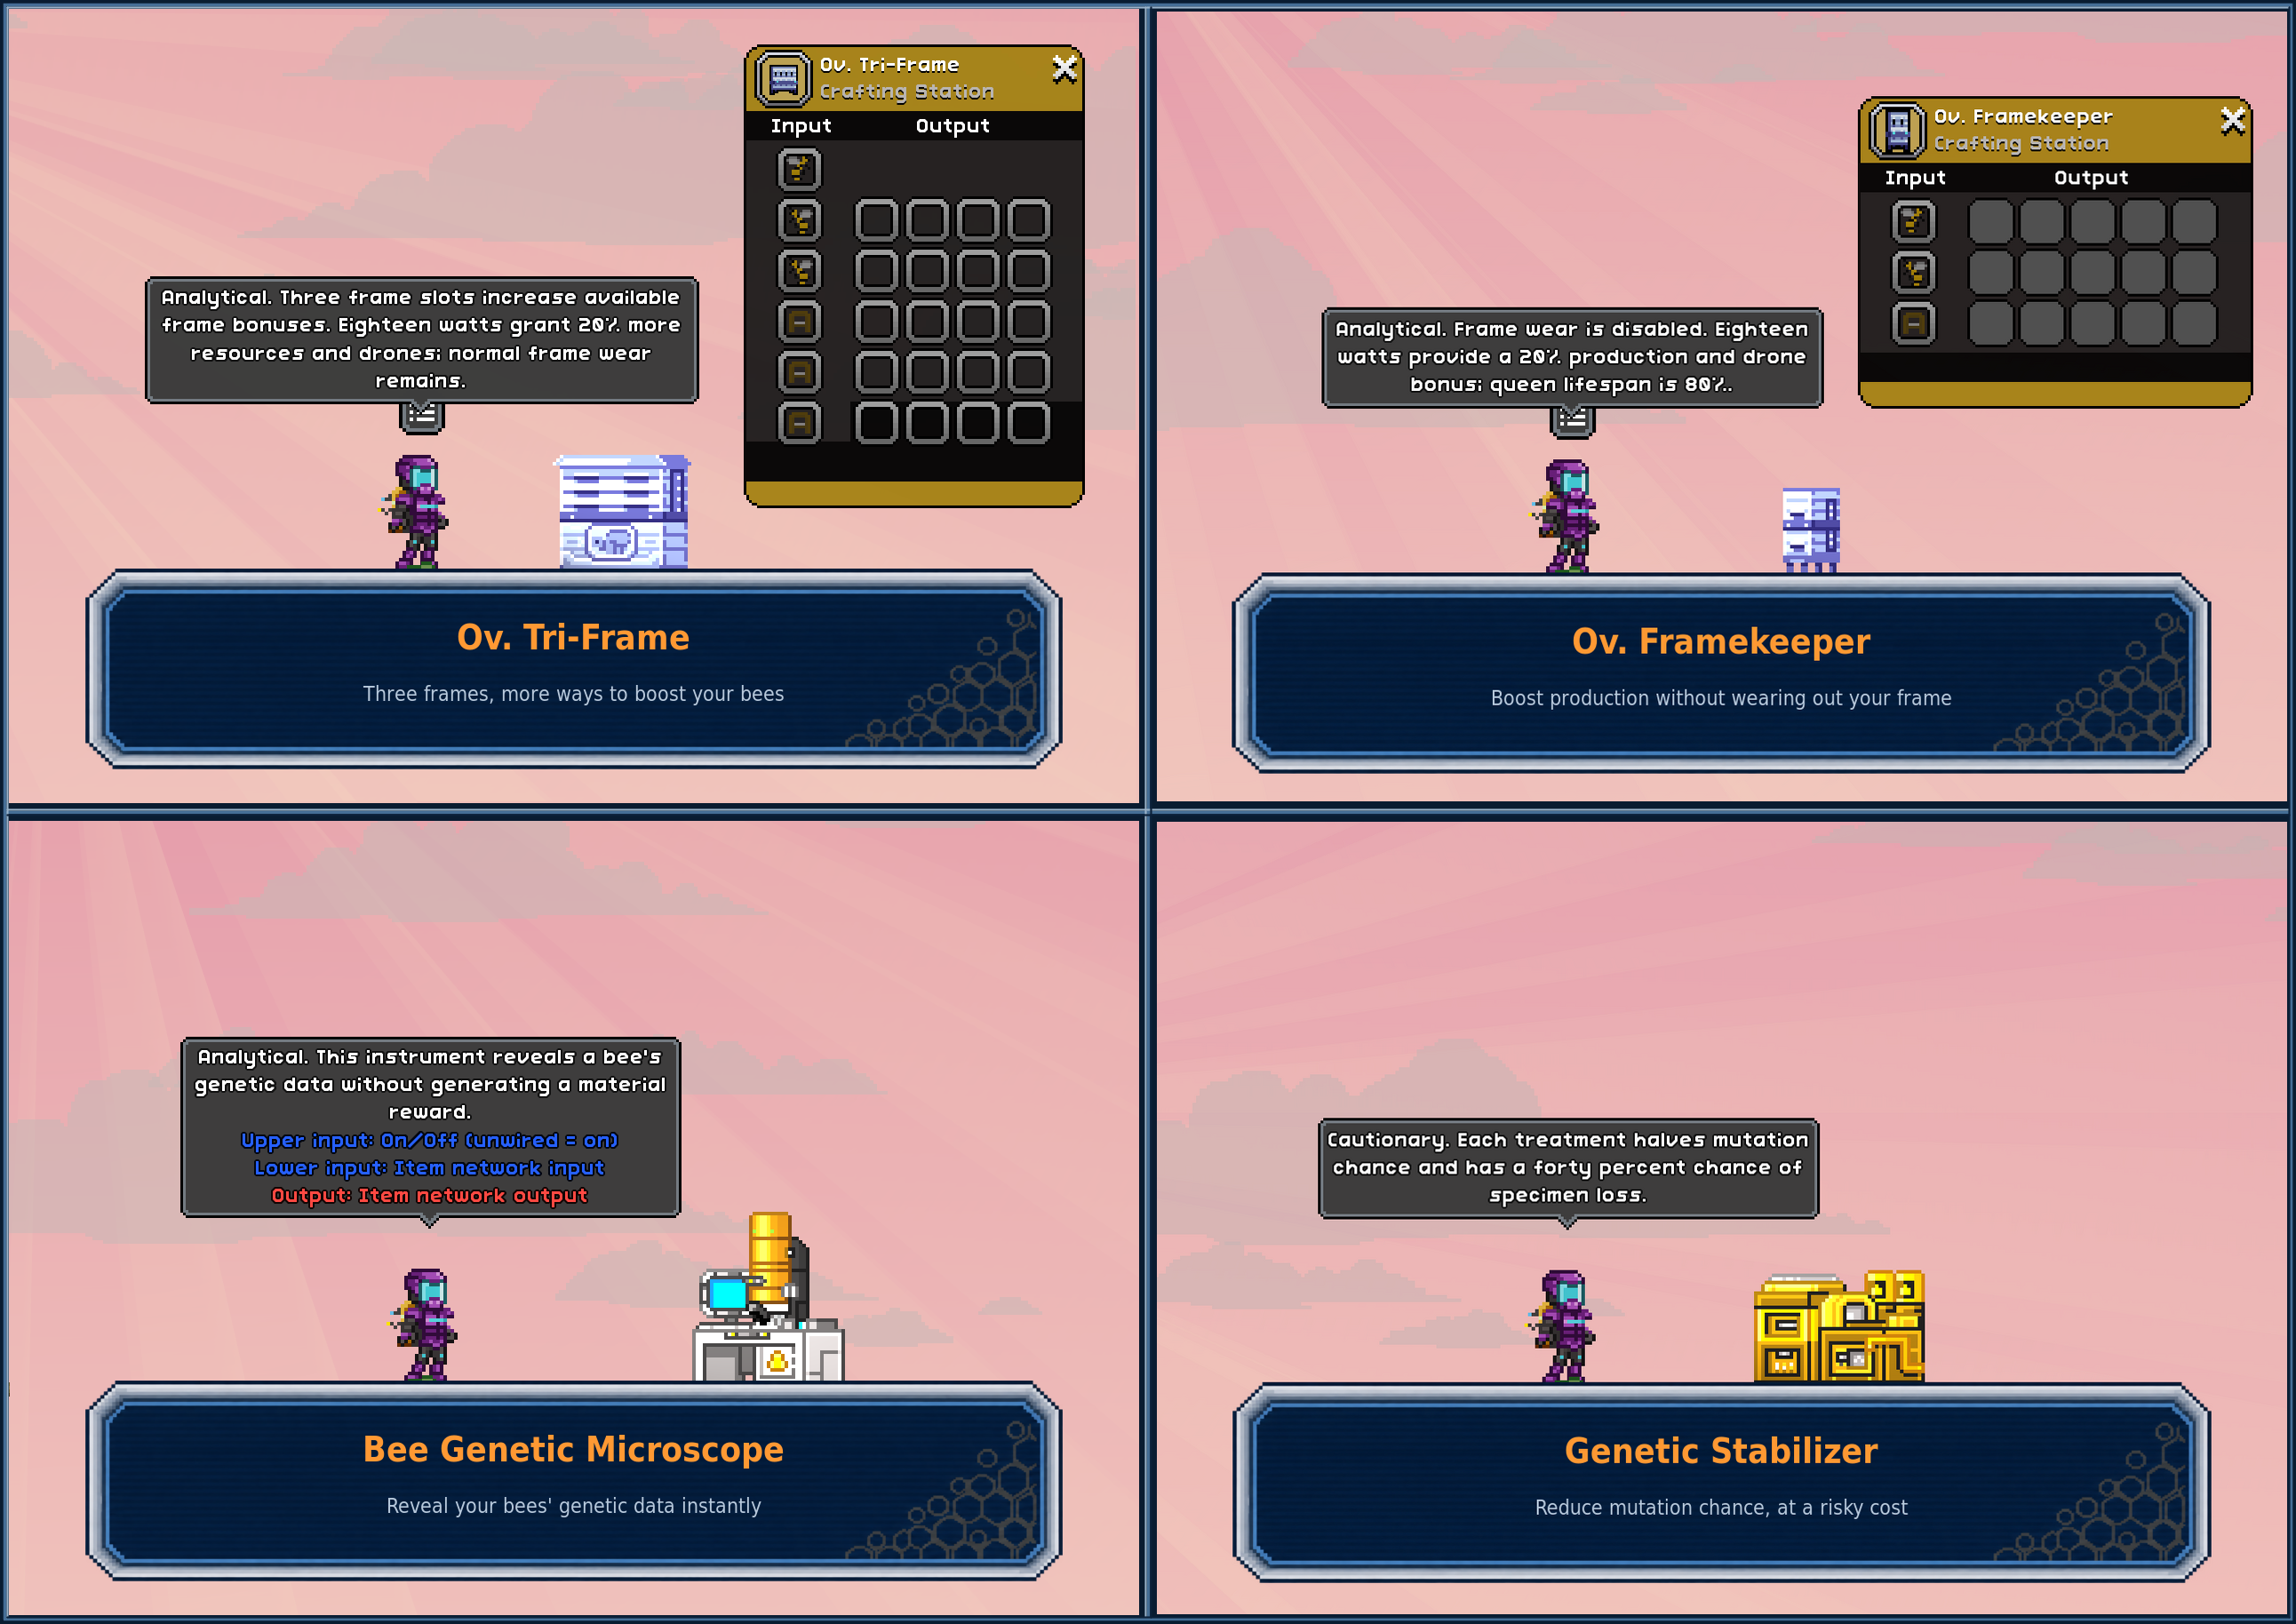 Ov. Tri-Frame
Crafting Station
Input Output
Analytical. Three frame slots increase available
frame bonuses. Eighteen watts grant 20% more
resources and drones; normal frame wear
remains.
Ov. Tri-Frame
Three frames, more ways to boost your bees
Ov. Framekeeper
Crafting Station
Input Output
Analytical. Frame wear is disabled. Eighteen
watts provide a 20% production and drone
bonus; queen lifespan is 80%.
Ov. Framekeeper
Boost production without wearing out your frame
Analytical. This instrument reveals a bee's
genetic data without generating a material
reward.
Upper input: On/Off (unwired = on)
Lower input: Item network input
Output: Item network output
Bee Genetic Microscope
Reveal your bees' genetic data instantly
Cautionary. Each treatment halves mutation
chance and has a forty percent chance of
specimen loss.
Genetic Stabilizer
Reduce mutation chance, at a risky cost